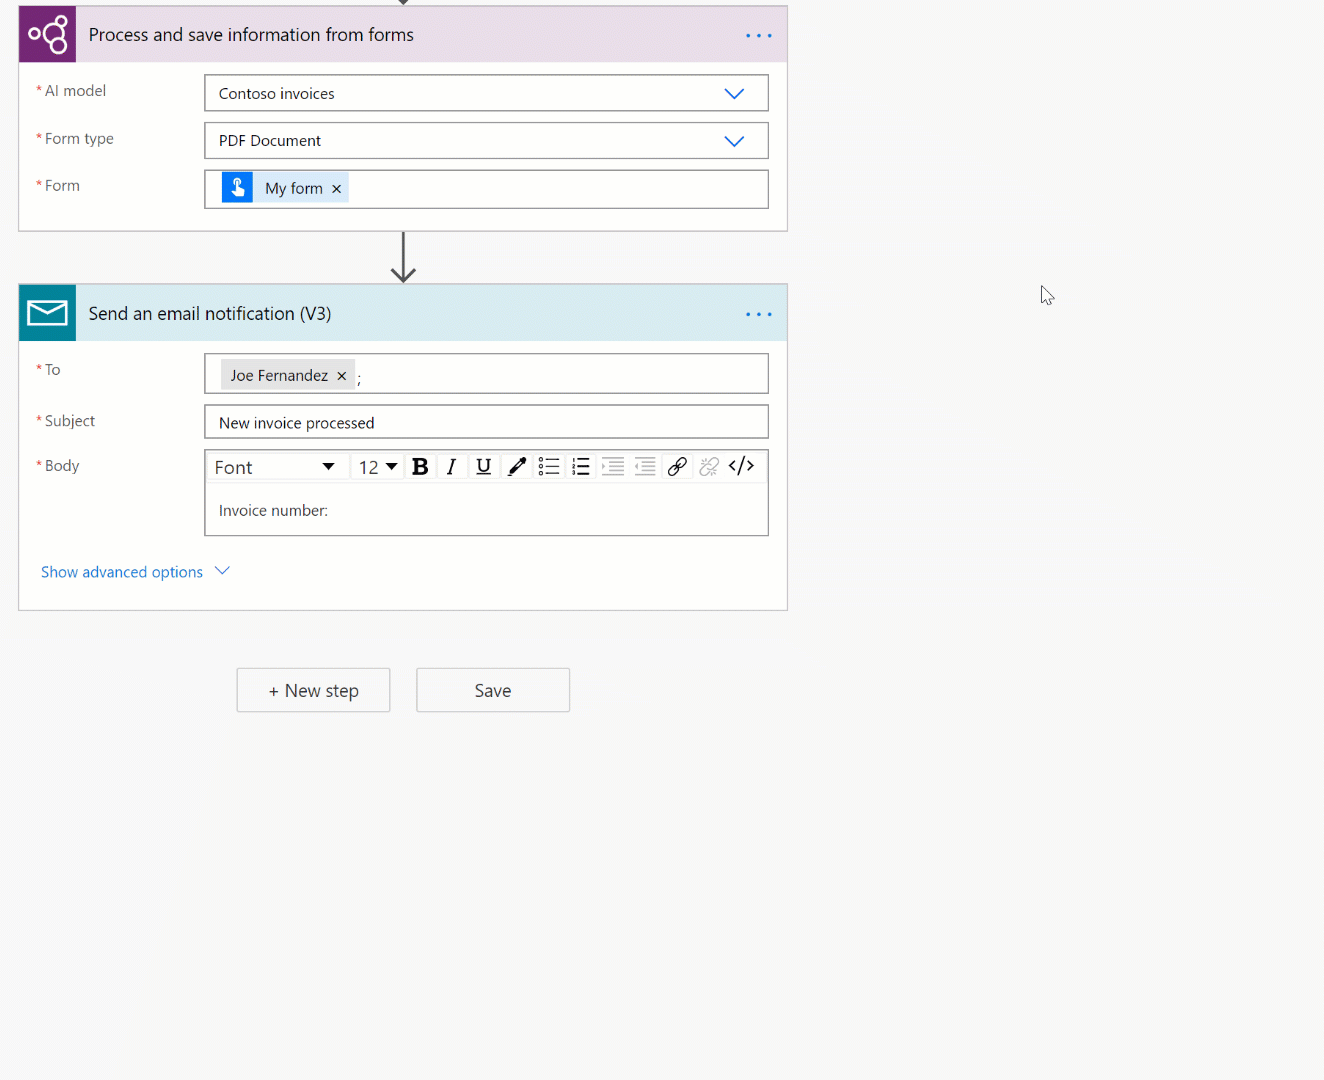 Process and save information from forms
* AI model
Contoso invoices
* Form type
PDF Document
* Form
My form ×
Send an email notification (V3)
* To
Joe Fernandez × ;
* Subject
New invoice processed
* Body
Font 12 B I U </>
Invoice number:
Show advanced options
+ New step Save